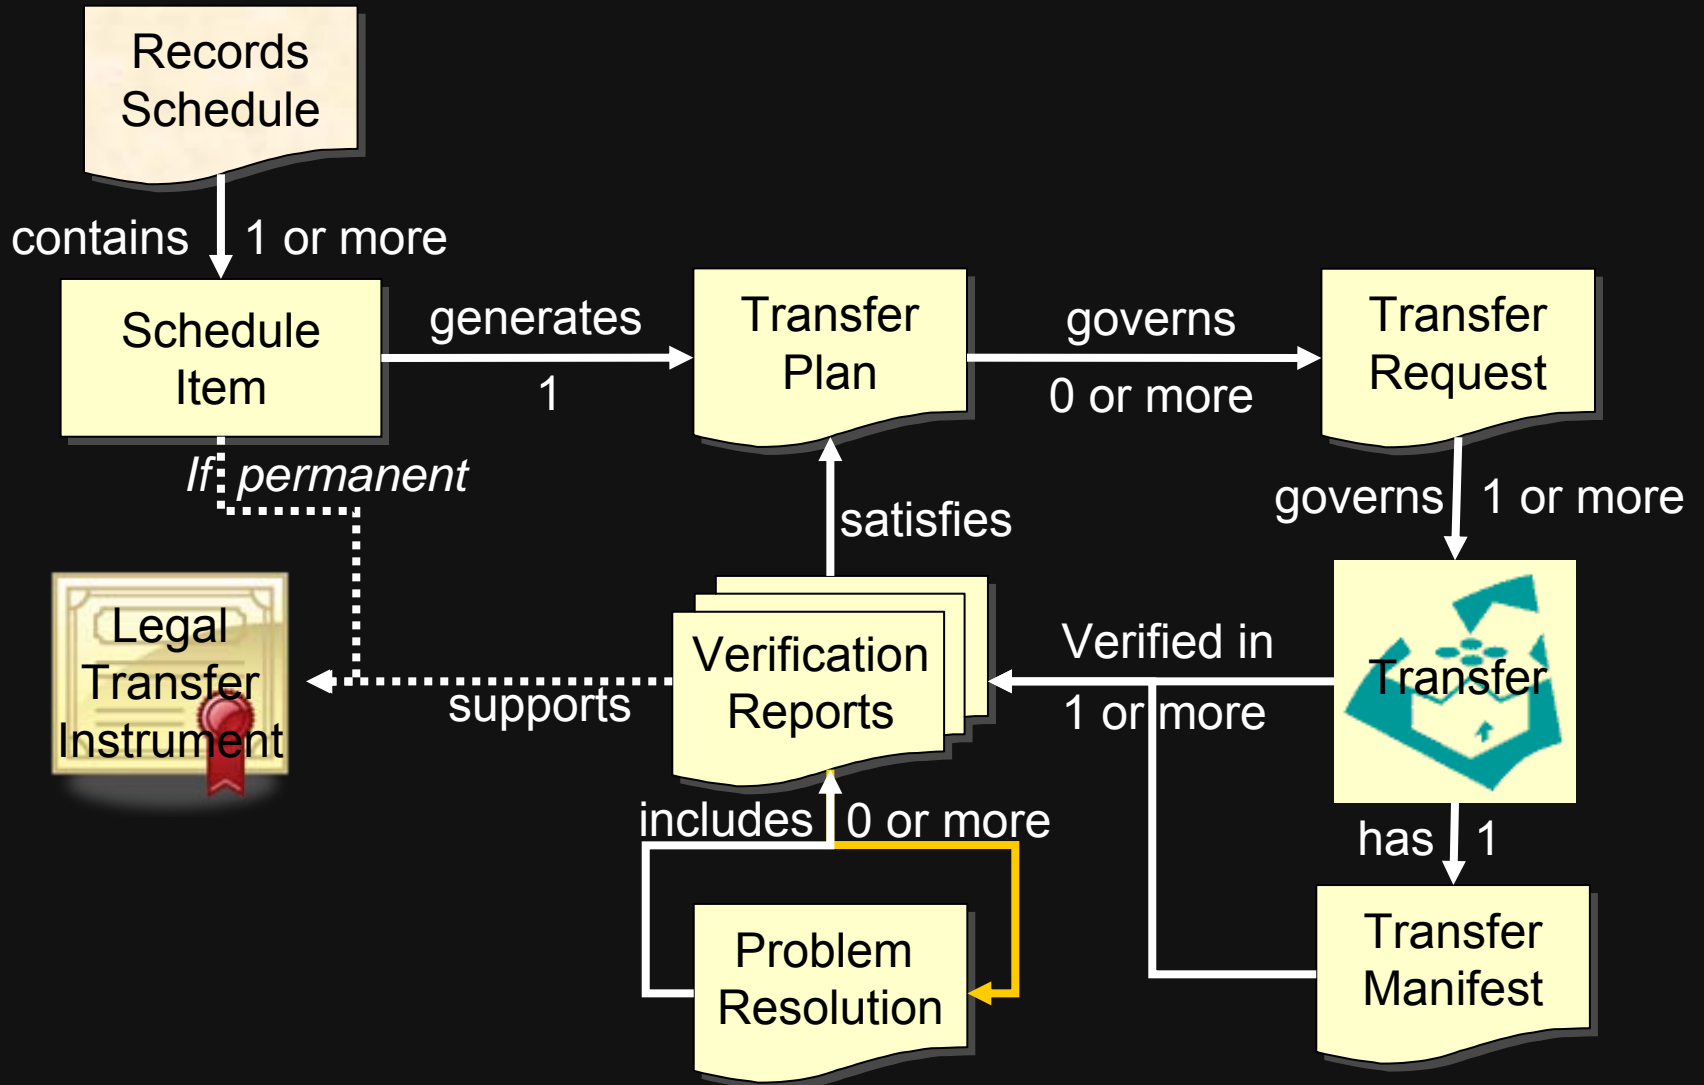 Records
Schedule
contains 1 or more
Schedule
Item
generates
1
Transfer
Plan
governs
0 or more
Transfer
Request
If permanent
satisfies
governs 1 or more
Legal
Transfer
Instrument
supports
Verification
Reports
Verified in
1 or more
Transfer
includes 0 or more
has 1
Problem
Resolution
Transfer
Manifest